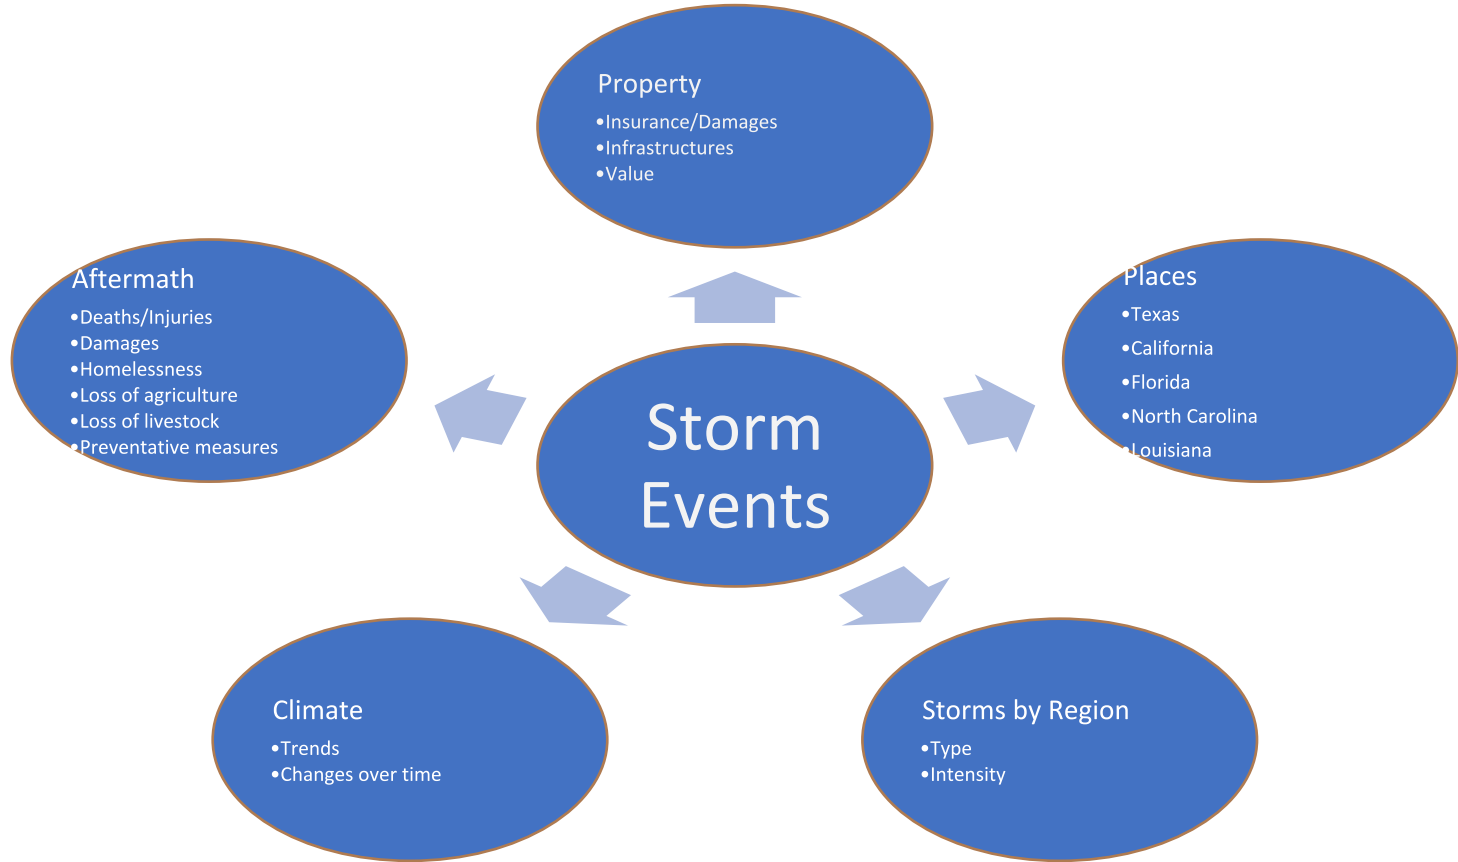 Property
•Insurance/Damages
•Infrastructures
•Value
Aftermath
•Deaths/Injuries
•Damages
•Homelessness
•Loss of agriculture
•Loss of livestock
•Preventative measures
Places
•Texas
•California
•Florida
•North Carolina
•Louisiana
Storm
Events
Climate
•Trends
•Changes over time
Storms by Region
•Type
•Intensity